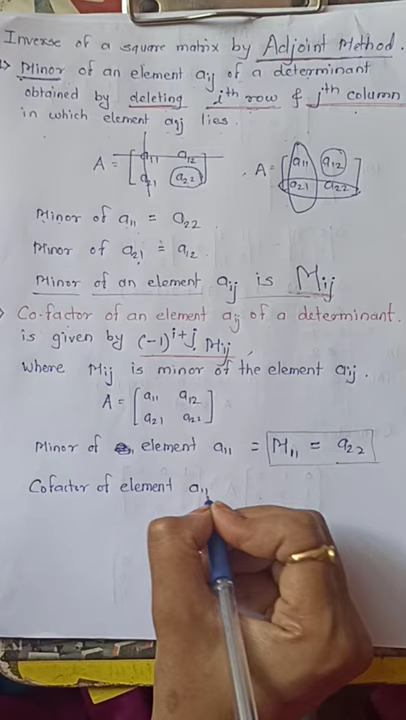 Inverse of a square matrix by Adjoint Method.
Minor of an element aij of a determinant
obtained by deleting ith row & jth column
in which element aij lies.
A = [a11 a12
a21 a22]
A = [a11 a12
a21 a22]
Minor of a11 = a22
Minor of a21 = a12
Minor of an element aij is Mij
Co-factor of an element aij of a determinant.
is given by (-1)^i+j. Mij
where Mij is minor of the element aij.
A = [a11 a12
a21 a22]
Minor of element a11 = M11 = a22
Cofactor of element a11